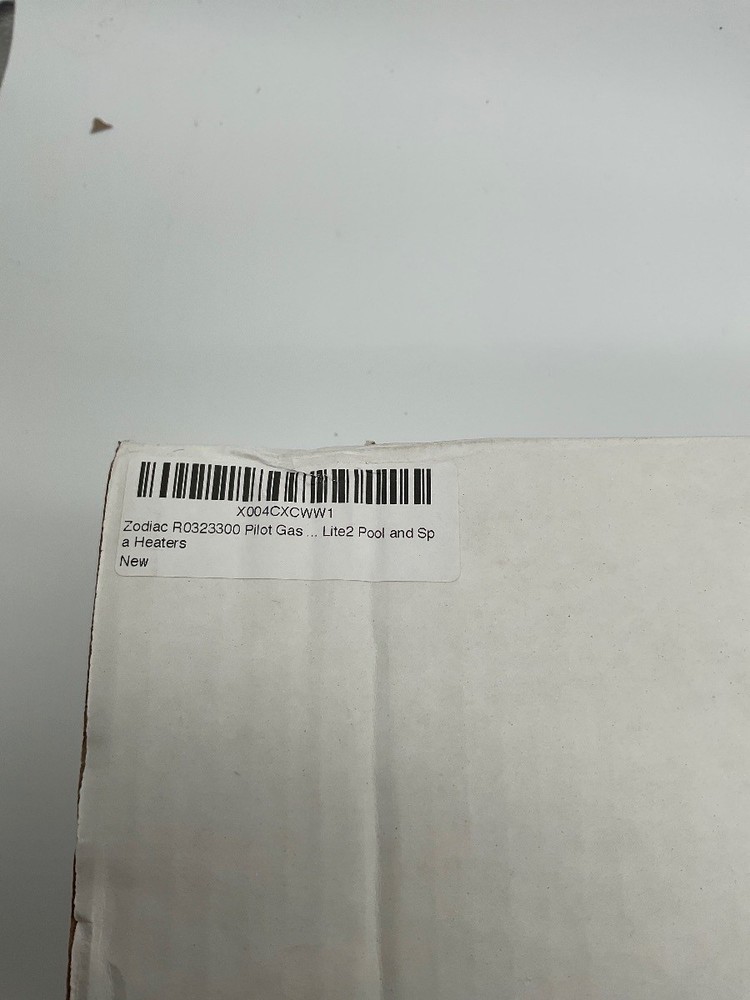 X004CXCWW1
Zodiac R0323300 Pilot Gas ... Lite2 Pool and Sp
a Heaters
New